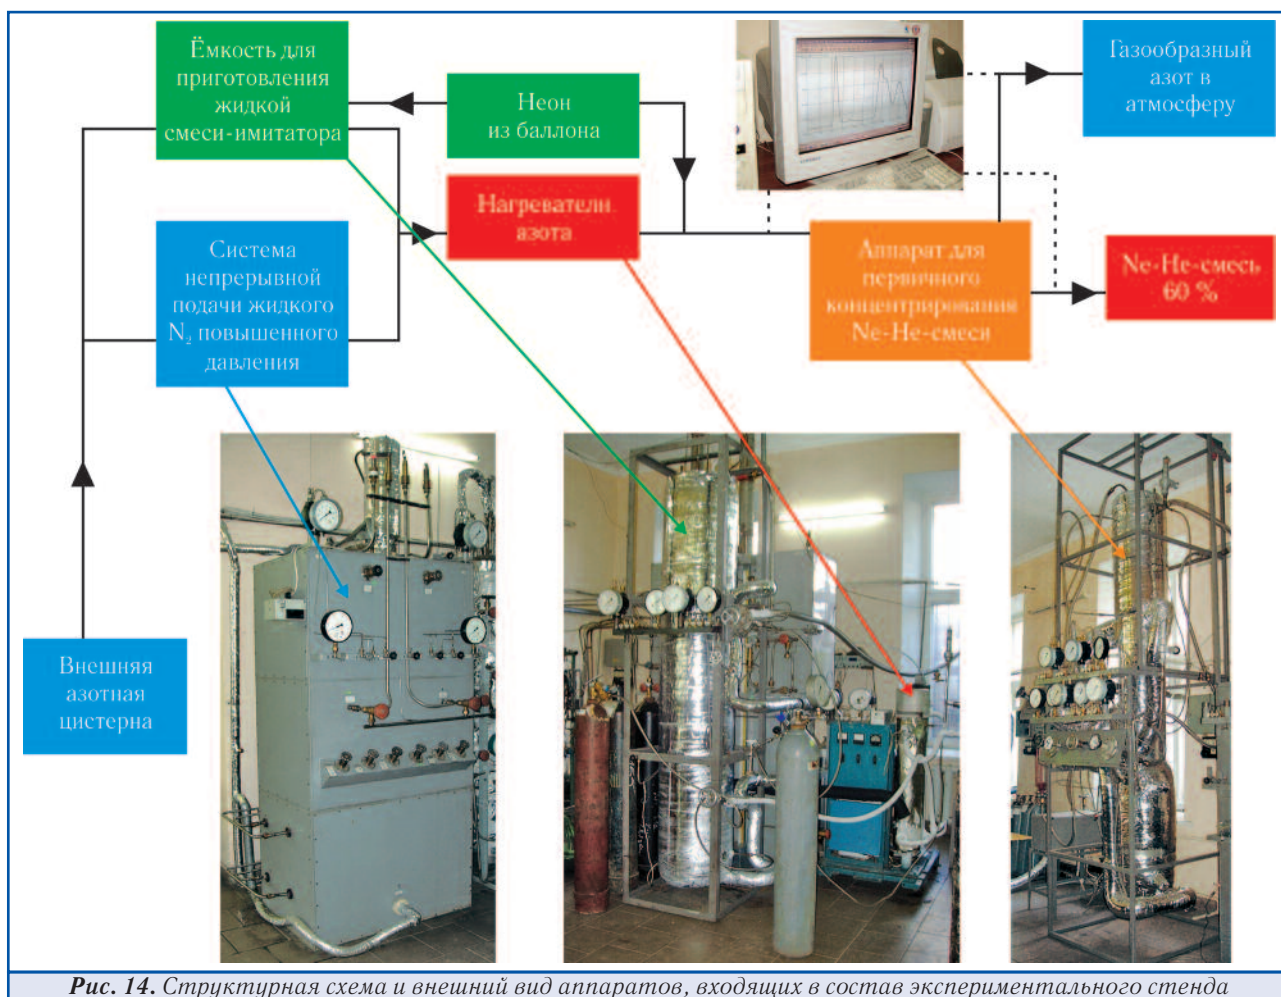 Ёмкость для
приготовления
жидкой
смеси-имитатора
Неон
из баллона
Газообразный
азот в
атмосферу
Нагреватели
азота
Система
непрерывной
подачи жидкого
N₂ повышенного
давления
Аппарат для
первичного
концентрирования
Ne-He-смеси
Ne-He-смесь
60 %
Внешняя
азотная
цистерна
Рис. 14. Структурная схема и внешний вид аппаратов, входящих в состав экспериментального стенда